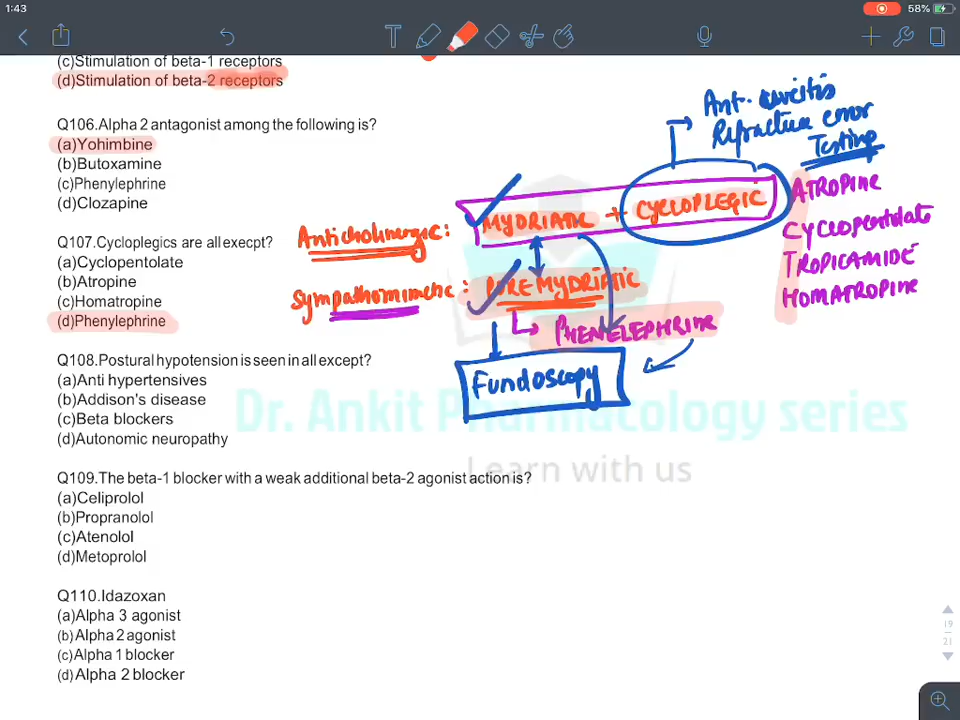 1:43
58%
(c)Stimulation of beta-1 receptors
(d)Stimulation of beta-2 receptors
Q106.Alpha 2 antagonist among the following is?
(a)Yohimbine
(b)Butoxamine
(c)Phenylephrine
(d)Clozapine
Q107.Cycloplegics are all execpt?
(a)Cyclopentolate
(b)Atropine
(c)Homatropine
(d)Phenylephrine
Q108.Postural hypotension is seen in all except?
(a)Anti hypertensives
(b)Addison's disease
(c)Beta blockers
(d)Autonomic neuropathy
Q109.The beta-1 blocker with a weak additional beta-2 agonist action is?
(a)Celiprolol
(b)Propranolol
(c)Atenolol
(d)Metoprolol
Q110.Idazoxan
(a)Alpha 3 agonist
(b)Alpha 2 agonist
(c)Alpha 1 blocker
(d)Alpha 2 blocker
Ant.
Refractive error
Testing
Anticholinergic: MYDRIATIC + CYCLOPLEGIC
Sympathomimetic: PURE MYDRIATIC
PHENELEPHRINE
Fundoscopy
ATROPINE
CYCLOPENTOLATE
TROPICAMIDE
HOMATROPINE
Dr. Ankit Pharmacology series
Learn with us
19
21